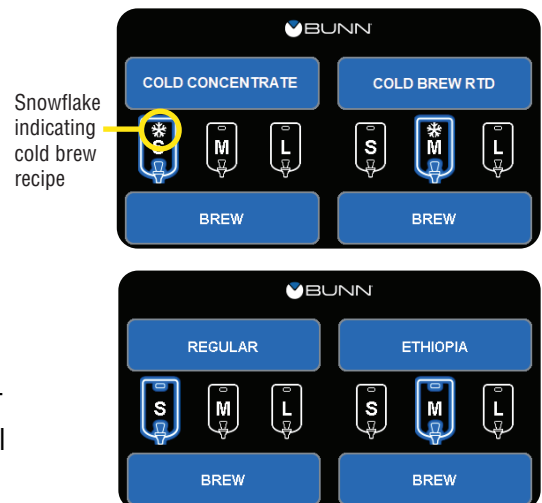 BUNN
COLD CONCENTRATE COLD BREW RTD
Snowflake
indicating
cold brew
recipe
S M L S M L
BREW BREW
BUNN
REGULAR ETHIOPIA
S M L S M L
BREW BREW